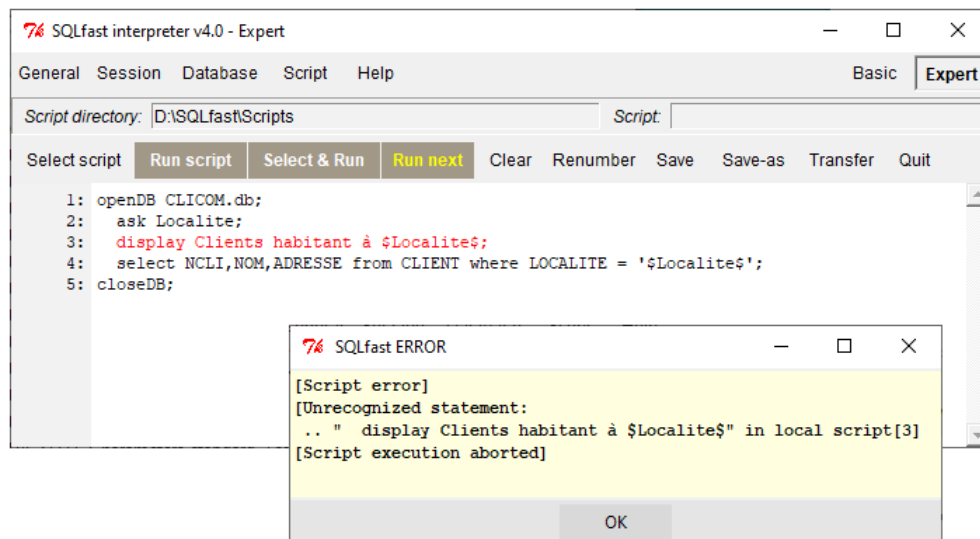 SQLfast interpreter v4.0 - Expert
General Session Database Script Help Basic Expert
Script directory: D:\SQLfast\Scripts Script:
Select script Run script Select & Run Run next Clear Renumber Save Save-as Transfer Quit
1: openDB CLICOM.db;
2: ask Localite;
3: display Clients habitant à $Localite$;
4: select NCLI,NOM,ADRESSE from CLIENT where LOCALITE = '$Localite$';
5: closeDB;
SQLfast ERROR
[Script error]
[Unrecognized statement:
.. " display Clients habitant à $Localite$" in local script[3]
[Script execution aborted]
OK